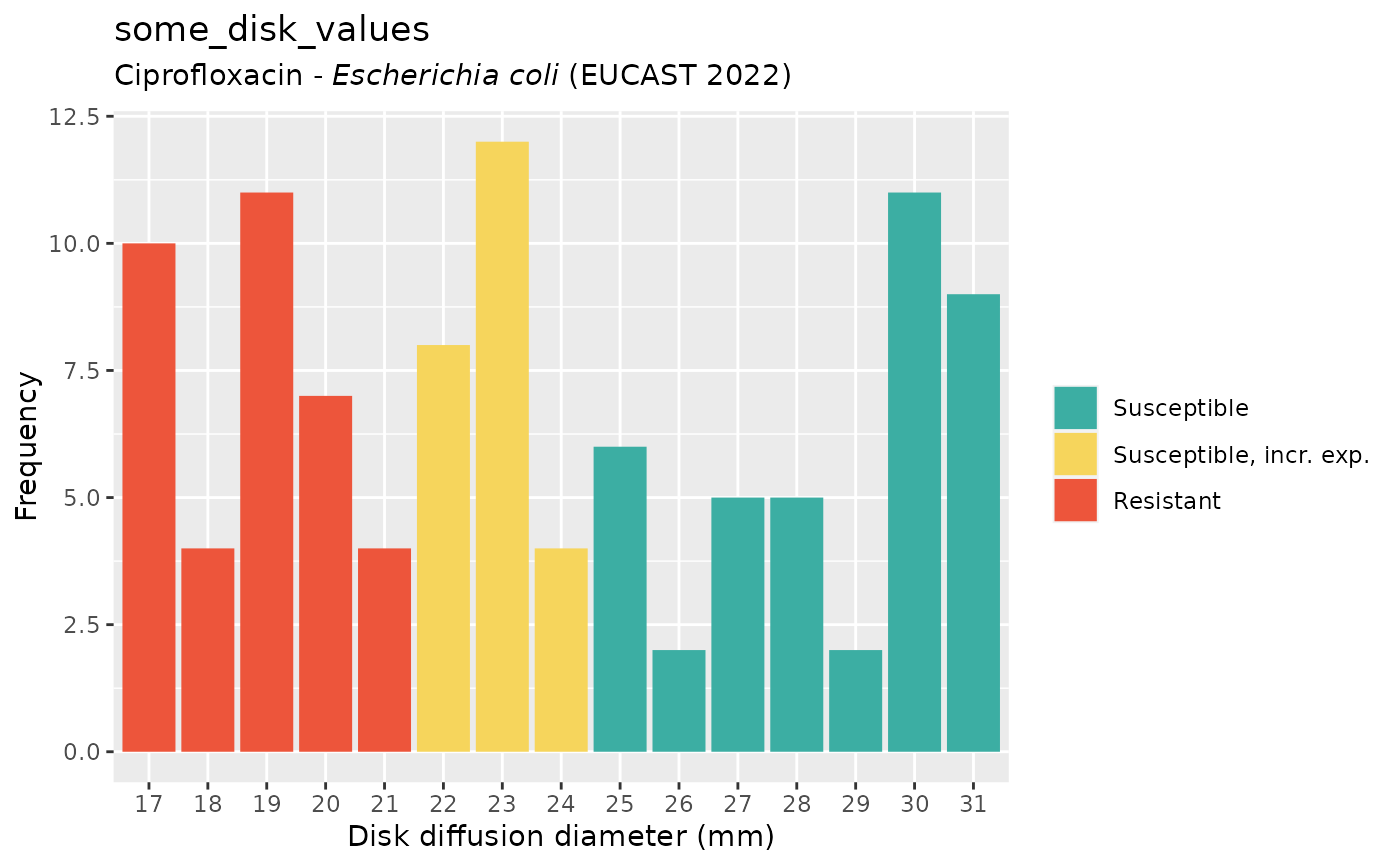 some_disk_values
Ciprofloxacin - Escherichia coli (EUCAST 2022)
12.5
10.0
7.5
5.0
2.5
0.0
Frequency
17 18 19 20 21 22 23 24 25 26 27 28 29 30 31
Disk diffusion diameter (mm)
Susceptible
Susceptible, incr. exp.
Resistant